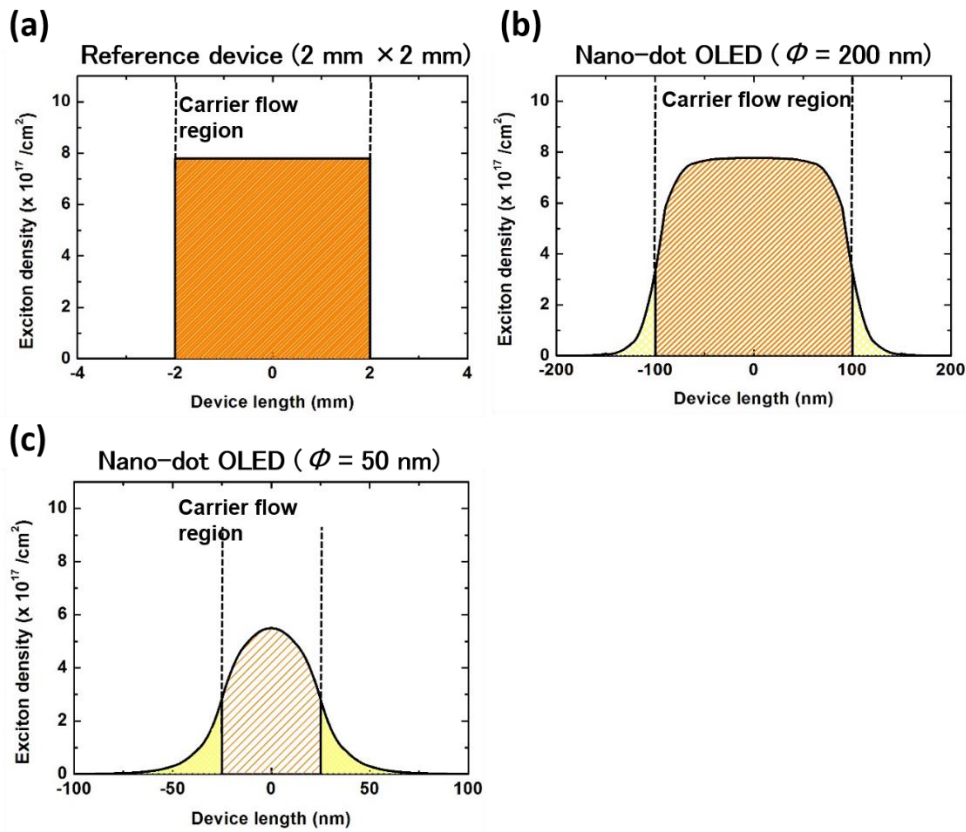 (a)
Reference device (2 mm ×2 mm)
Carrier flow
region
Exciton density (x 10¹⁷ /cm²)
10
8
6
4
2
0
-4
-2
0
2
4
Device length (mm)
(b)
Nano-dot OLED ( Φ = 200 nm)
Carrier flow region
Exciton density (x 10¹⁷ /cm²)
10
8
6
4
2
0
-200
-100
0
100
200
Device length (nm)
(c)
Nano-dot OLED ( Φ = 50 nm)
Carrier flow
region
Exciton density (x 10¹⁷ /cm²)
10
8
6
4
2
0
-100
-50
0
50
100
Device length (nm)